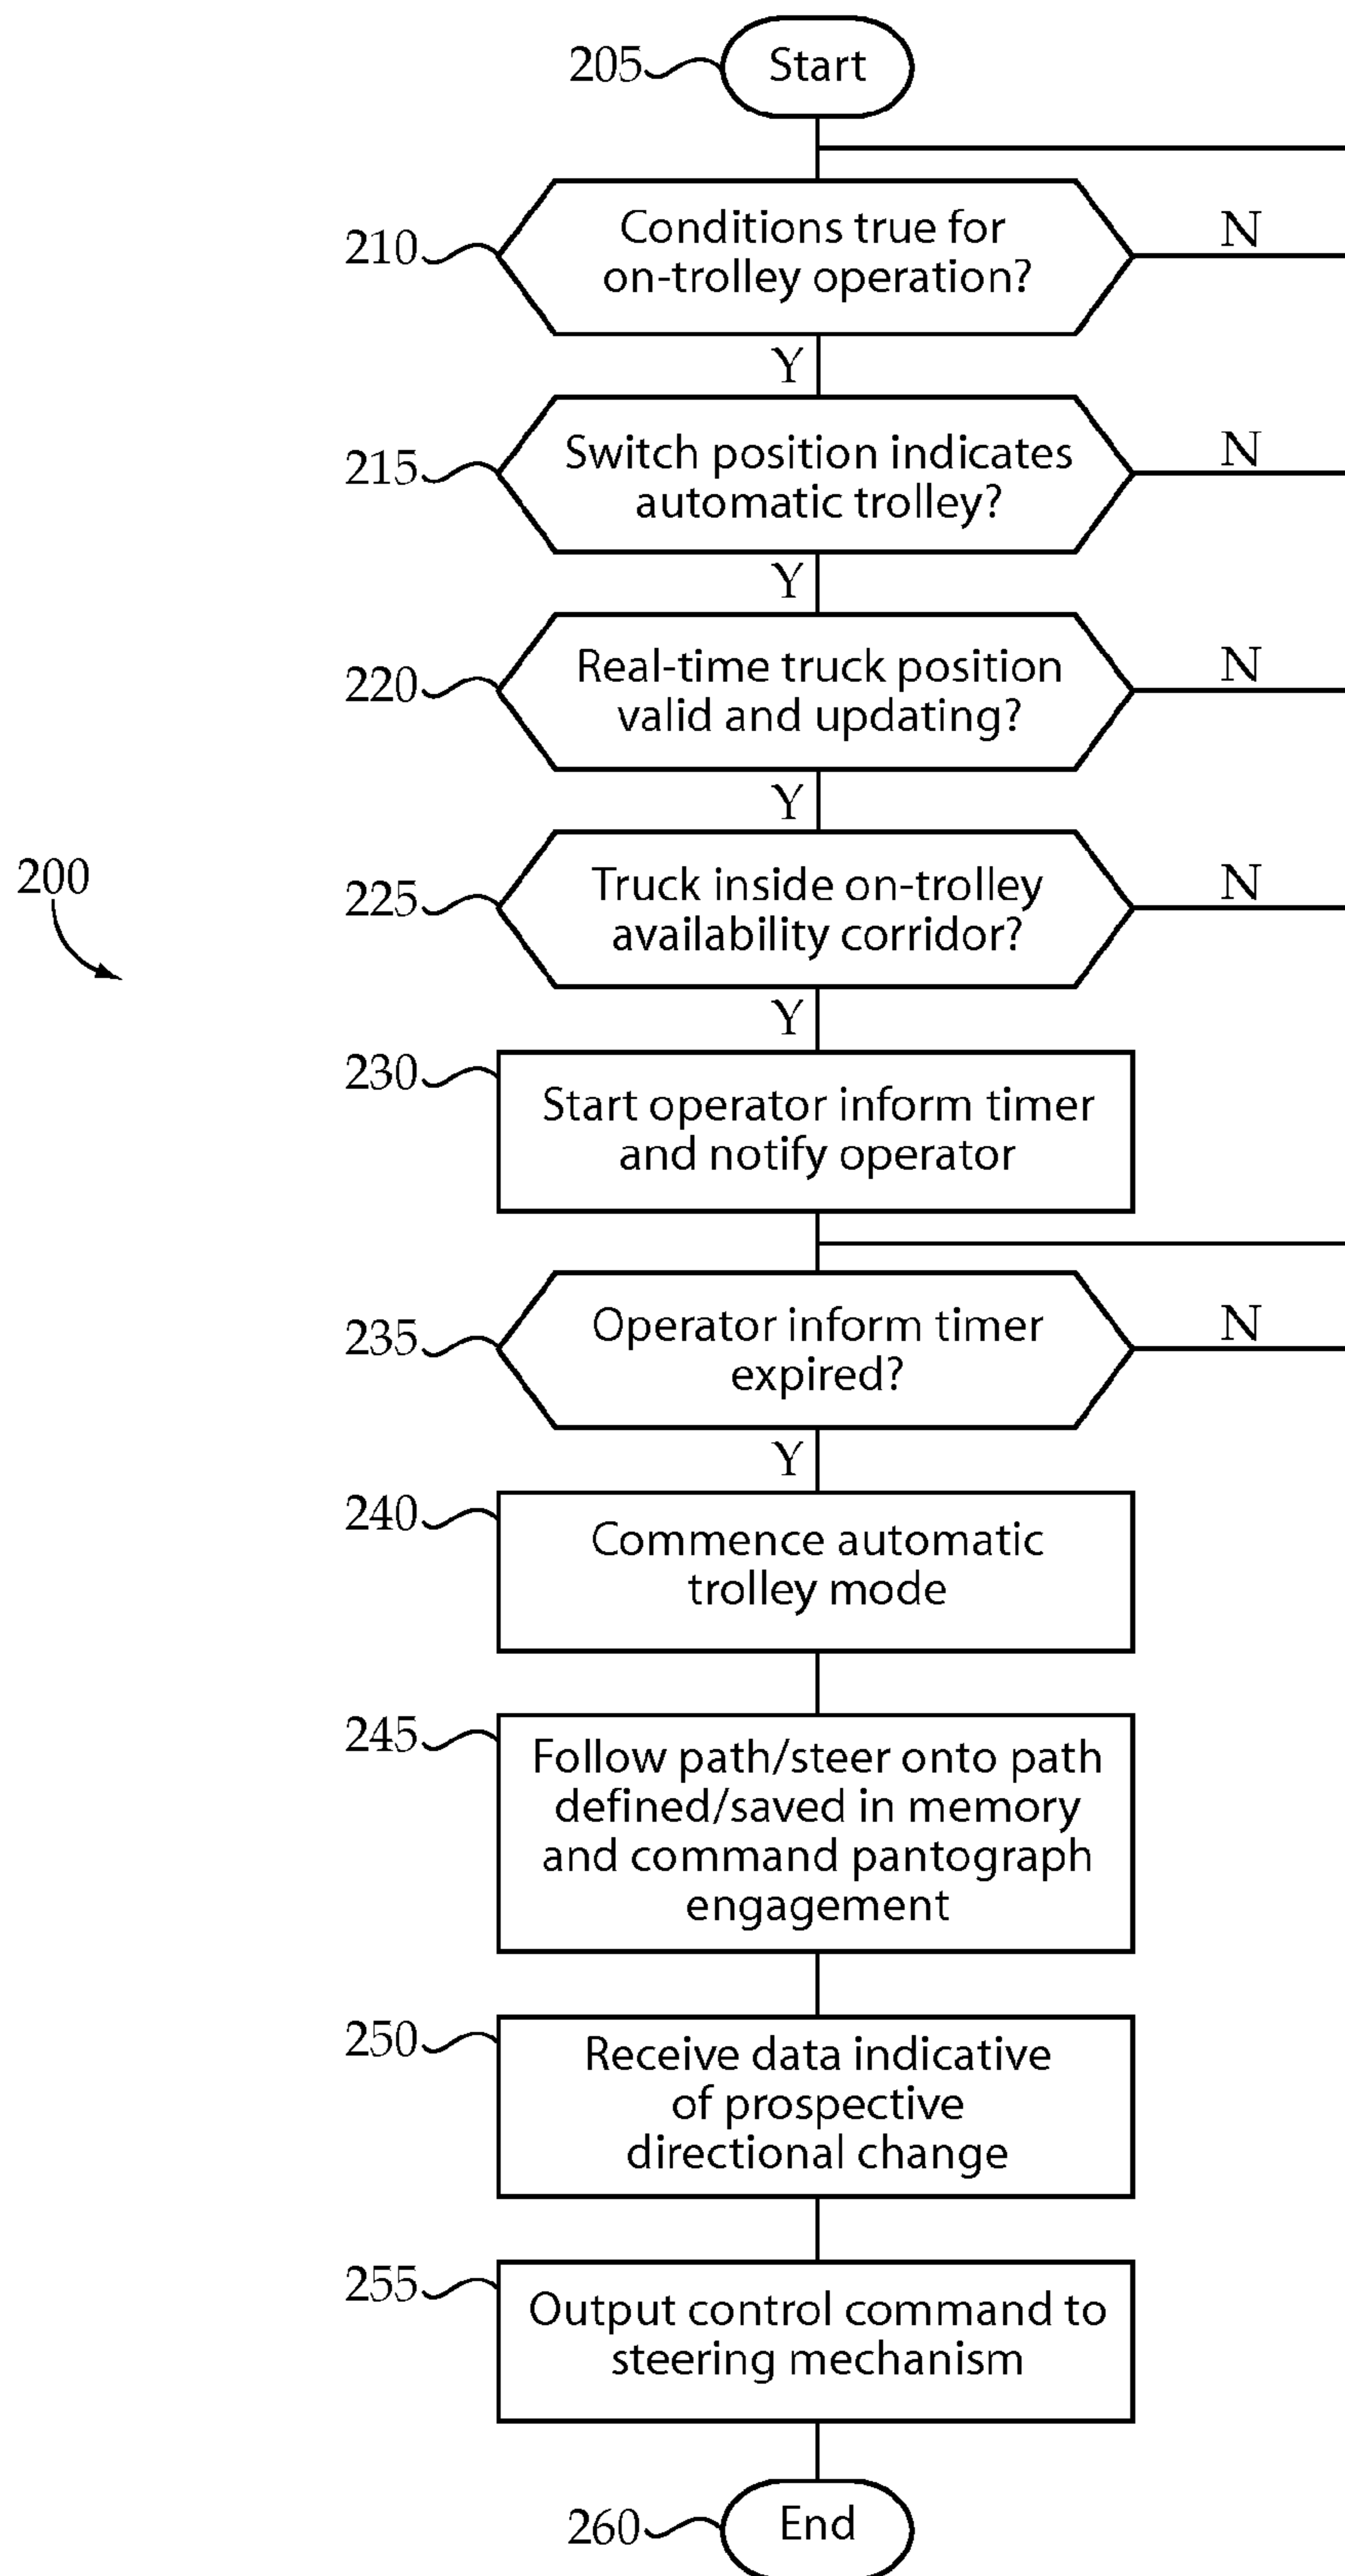 205
Start
210
Conditions true for
on-trolley operation?
N
Y
215
Switch position indicates
automatic trolley?
N
Y
220
Real-time truck position
valid and updating?
N
Y
200
225
Truck inside on-trolley
availability corridor?
N
Y
230
Start operator inform timer
and notify operator
235
Operator inform timer
expired?
N
Y
240
Commence automatic
trolley mode
245
Follow path/steer onto path
defined/saved in memory
and command pantograph
engagement
250
Receive data indicative
of prospective
directional change
255
Output control command to
steering mechanism
260
End